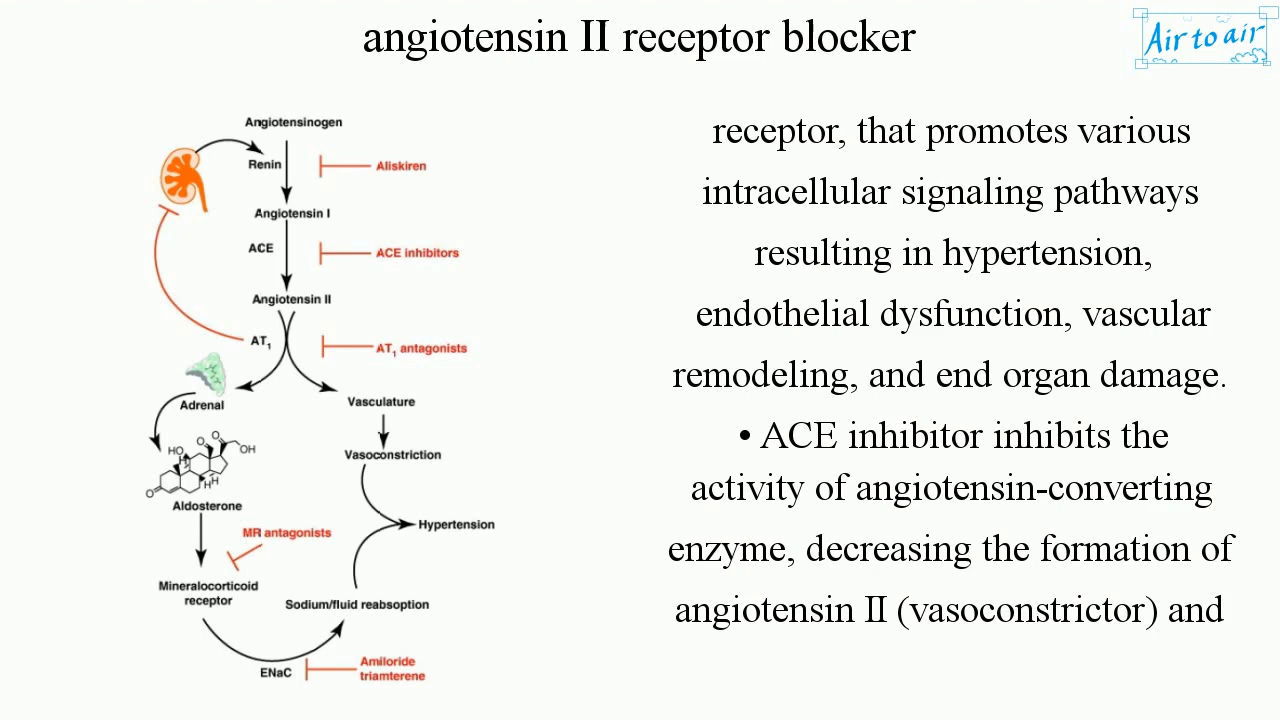 angiotensin II receptor blocker
Air to air
Angiotensinogen
Renin
Aliskiren
Angiotensin I
ACE
ACE inhibitors
Angiotensin II
AT1
AT1 antagonists
Adrenal
Vasculature
HO
O
O
OH
H
H
H
O
Vasoconstriction
Aldosterone
Hypertension
MR antagonists
Mineralocorticoid
receptor
Sodium/fluid reabsoption
ENaC
Amiloride
triamterene
receptor, that promotes various
intracellular signaling pathways
resulting in hypertension,
endothelial dysfunction, vascular
remodeling, and end organ damage.
• ACE inhibitor inhibits the
activity of angiotensin-converting
enzyme, decreasing the formation of
angiotensin II (vasoconstrictor) and